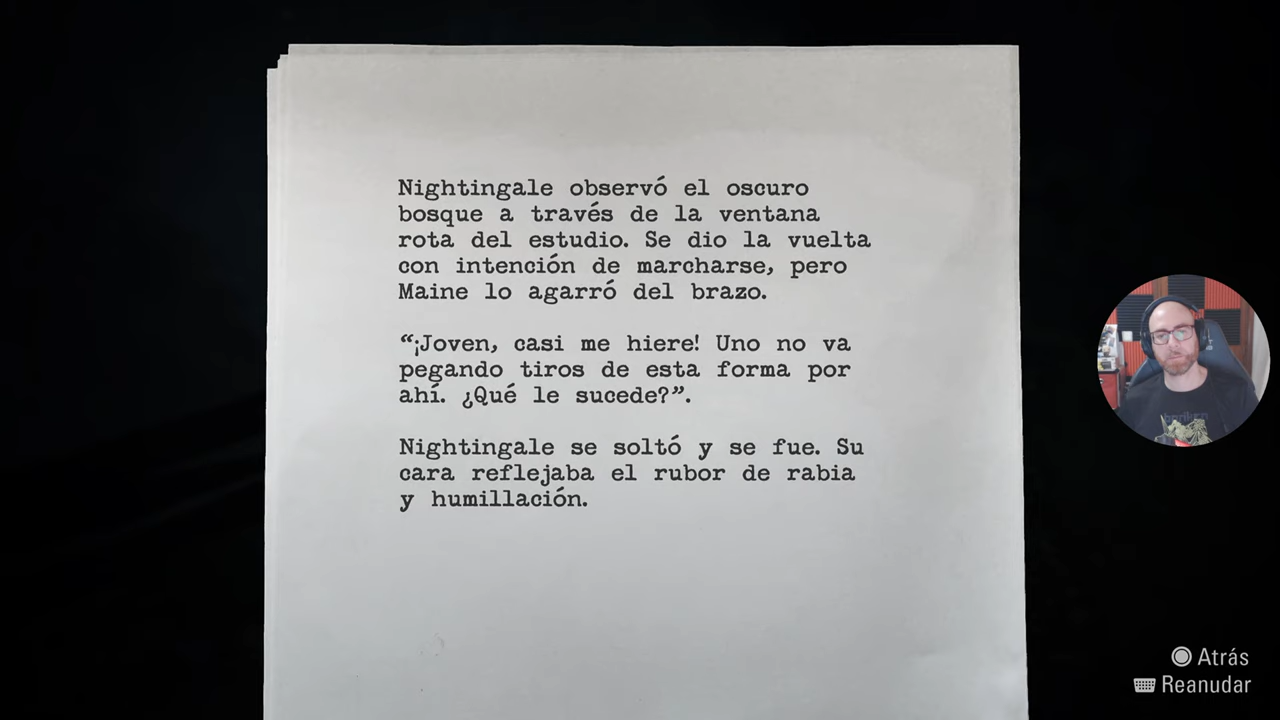 Nightingale observó el oscuro
bosque a través de la ventana
rota del estudio. Se dio la vuelta
con intención de marcharse, pero
Maine lo agarró del brazo.
“¡Joven, casi me hiere! Uno no va
pegando tiros de esta forma por
ahí. ¿Qué le sucede?”.
Nightingale se soltó y se fue. Su
cara reflejaba el rubor de rabia
y humillación.
Atrás
Reanudar